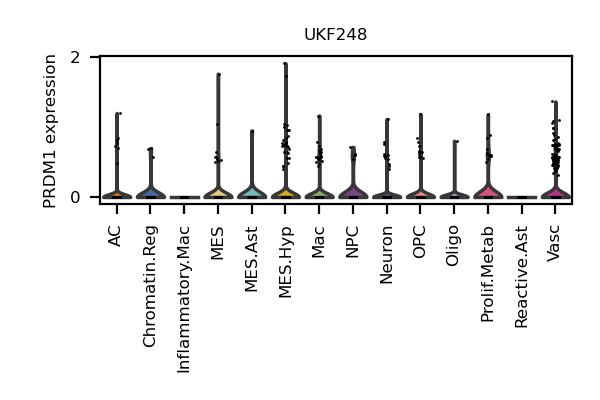 UKF248
PRDM1 expression
2
0
AC
Chromatin.Reg
Inflammatory.Mac
MES
MES.Ast
MES.Hyp
Mac
NPC
Neuron
OPC
Oligo
Prolif.Metab
Reactive.Ast
Vasc